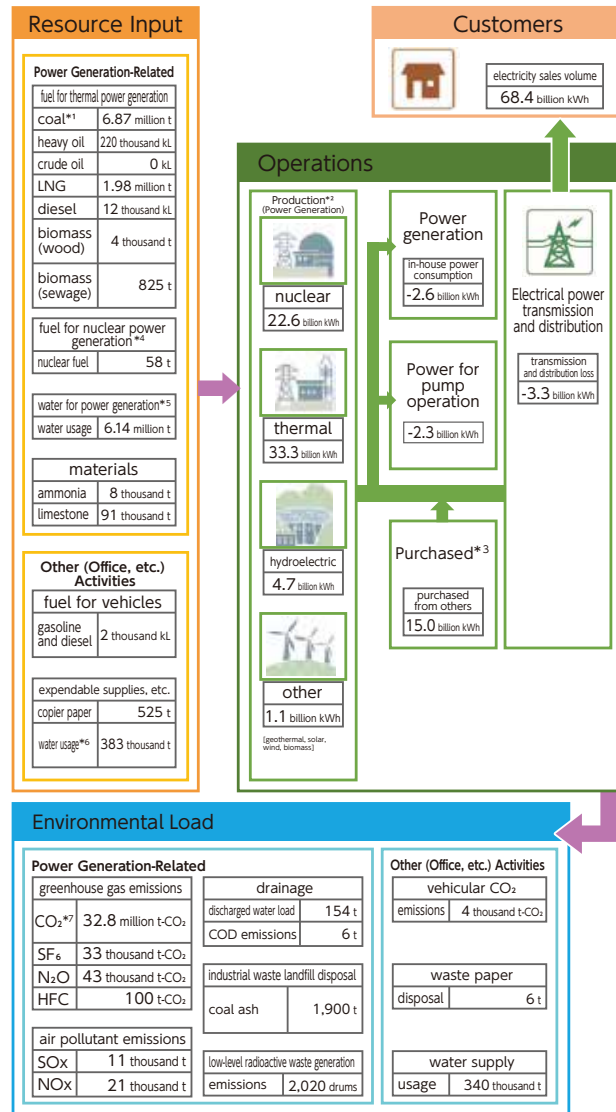 Resource Input
Power Generation-Related
fuel for thermal power generation
coal*1 6.87 million t
heavy oil 220 thousand kL
crude oil 0 kL
LNG 1.98 million t
diesel 12 thousand kL
biomass
(wood) 4 thousand t
biomass
(sewage) 825 t
fuel for nuclear power
generation*4
nuclear fuel 58 t
water for power generation*5
water usage 6.14 million t
materials
ammonia 8 thousand t
limestone 91 thousand t
Other (Office, etc.)
Activities
fuel for vehicles
gasoline
and diesel 2 thousand kL
expendable supplies, etc.
copier paper 525 t
water usage*6 383 thousand t
Customers
electricity sales volume
68.4 billion kWh
Operations
Production*2
(Power Generation)
nuclear
22.6 billion kWh
thermal
33.3 billion kWh
hydroelectric
4.7 billion kWh
other
1.1 billion kWh
[geothermal, solar,
wind, biomass]
Power
generation
in-house power
consumption
-2.6 billion kWh
Power for
pump
operation
-2.3 billion kWh
Purchased*3
purchased
from others
15.0 billion kWh
Electrical power
transmission
and distribution
transmission
and distribution loss
-3.3 billion kWh
Environmental Load
Power Generation-Related
greenhouse gas emissions
CO₂*7 32.8 million t-CO₂
SF₆ 33 thousand t-CO₂
N₂O 43 thousand t-CO₂
HFC 100 t-CO₂
air pollutant emissions
SOx 11 thousand t
NOx 21 thousand t
drainage
discharged water load 154 t
COD emissions 6 t
industrial waste landfill disposal
coal ash 1,900 t
low-level radioactive waste generation
emissions 2,020 drums
Other (Office, etc.) Activities
vehicular CO₂
emissions 4 thousand t-CO₂
waste paper
disposal 6 t
water supply
usage 340 thousand t